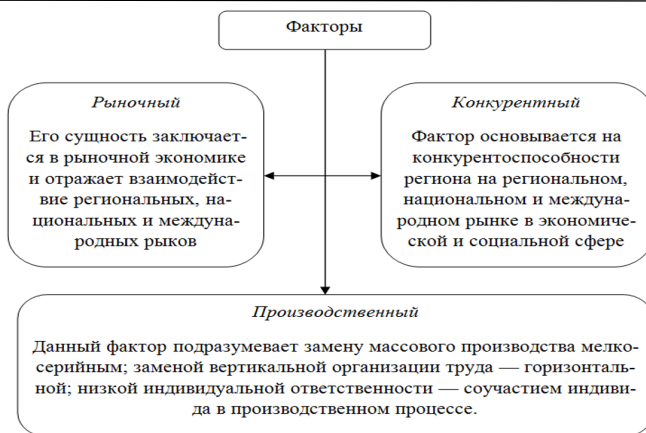 Факторы
Рыночный
Его сущность заключает-
ся в рыночной экономике
и отражает взаимодейст-
вие региональных, на-
циональных и междуна-
родных рыков
Конкурентный
Фактор основывается на
конкурентоспособности
региона на региональном,
национальном и междуна-
родном рынке в экономиче-
ской и социальной сфере
Производственный
Данный фактор подразумевает замену массового производства мелко-
серийным; заменой вертикальной организации труда — горизонталь-
ной; низкой индивидуальной ответственности — соучастием индиви-
да в производственном процессе.